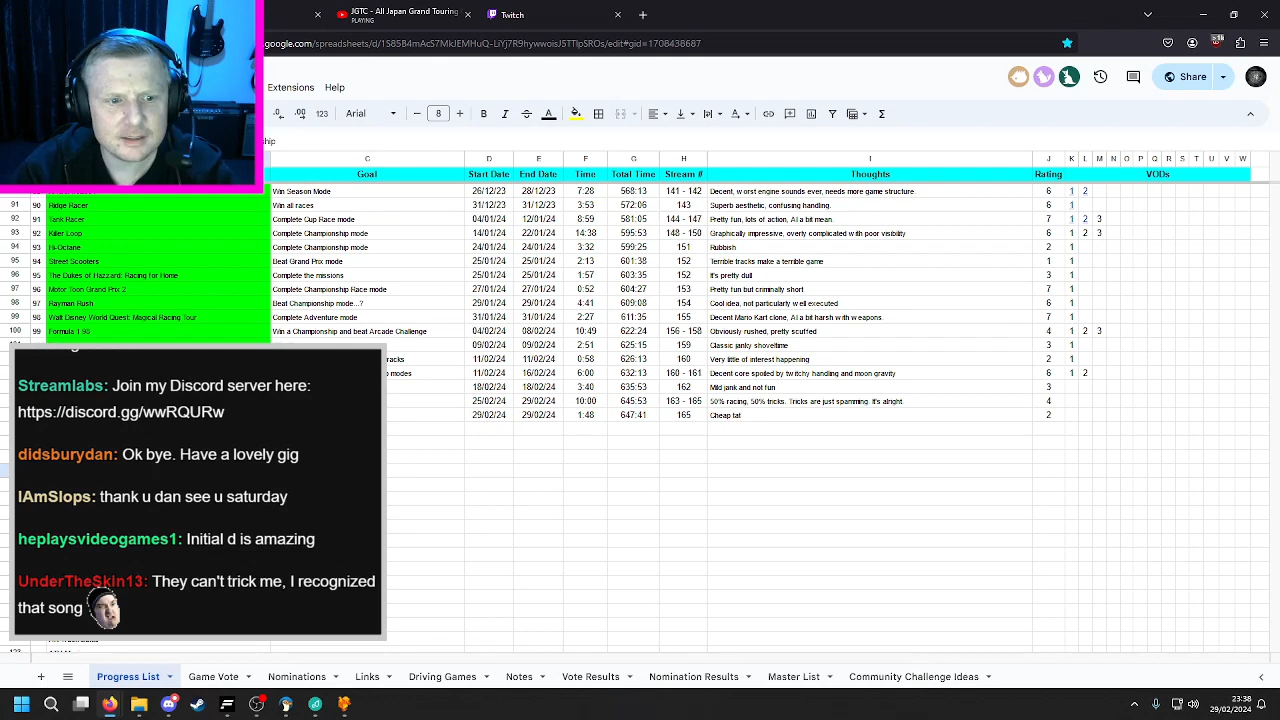 JGTC - All Japan Grand Touring C
PLAYING
Twitch
google.com/spreadsheets/d/
/edit#gid=1708438687
Extensions Help
Share
.00 123 Arial 8 B I A
ship
C D E F G H I J K L M N O P Q R S T U V W
Goal Start Date End Date Time Total Time Stream # Thoughts Rating VODs
Win Season Mode 26/12/23 28/12/23 7:28 568:13 141 - 142 Decent, worst engine sounds ever, needs more game structure. 6 1 2
91 90 Ridge Racer Win all races 31/12/23 31/12/23 3:53 572:06 143 Superb aesthetic, confusing handling. 6 1
92 91 Tank Racer Complete Cup Race mode 04/01/24 12/01/24 8:59 581:05 144 - 147 Pretty fun, lots of action, AI a bit mean. 7 1 2 3
93 92 Killer Loop Complete Championship mode 14/01/24 22/01/24 14:38 595:53 148 - 150 Graphically impressive, overly complicated with poor visibility 6 1 2 3
94 93 Hi-Octane Complete Championship mode 24/01/24 24/01/24 3:32 599:25 151 Rubbish 2 1
95 94 Street Scooters Beat Grand Prix mode 25/01/24 25/01/24 2:13 601:38 152 Terrible tracks make a terrible game 1 1
96 95 The Dukes of Hazzard: Racing for Home Complete the missions 25/01/24 25/01/24 1:57 603:35 152 It's pretty dull 3 1
97 96 Motor Toon Grand Prix 2 Complete Championship Race mode 27/01/24 27/01/24 0:52 604:27 153 Pretty fun but criminally short 7 1
98 97 Rayman Rush Beat Championship mode...? 29/01/24 29/01/24 4:41 609:08 154 Cool idea, not particularly well executed 6 1
99 98 Walt Disney World Quest: Magical Racing Tour Complete Adventure mode 31/01/24 31/01/24 2:27 611:35 155 Decent Mario Kart clone, AI a bit harsh with weapons. 7 1
100 99 Formula 1 98 Win a Championship and beat Arcade Challenge 04/02/24 08/02/24 10:49 622:24 156 - 158 Obviously rushed, pretty scuffed 4 1 2 3
09/02/24 09/02/24 2:51 625:15 159 Classic janky shoveltime 3 1
racks 11/02/24 11/02/24 0:58 626:13 160 Very little of interest happening 2 1
modes 11/02/24 16/02/24 6:00 632:13 160 - 161 Decent core spoiled by twitchy handling and moon gravity 6 1 2
18/02/24 18/02/24 3:40 635:53 162 Mild jank and not fun 3
25/02/24 25/02/24 10:00 645:53 163 - 165 50% racing, 50% tricks. Tricks are just spamming. It's alright. 4
29/02/24 29/02/24 1:48 647:41 165 Cheap tat 2
Streamlabs: Join my Discord server here:
https://discord.gg/wwRQURw
didsburydan: Ok bye. Have a lovely gig
IAmSlops: thank u dan see u saturday
heplaysvideogames1: Initial d is amazing
UnderTheSkin13: They can't trick me, I recognized
that song
Progress List Game Vote Nominations Links Driving Games Notes Vote Results Nomination Results Master List Community Challenge Ideas
23:38
29/02/2024